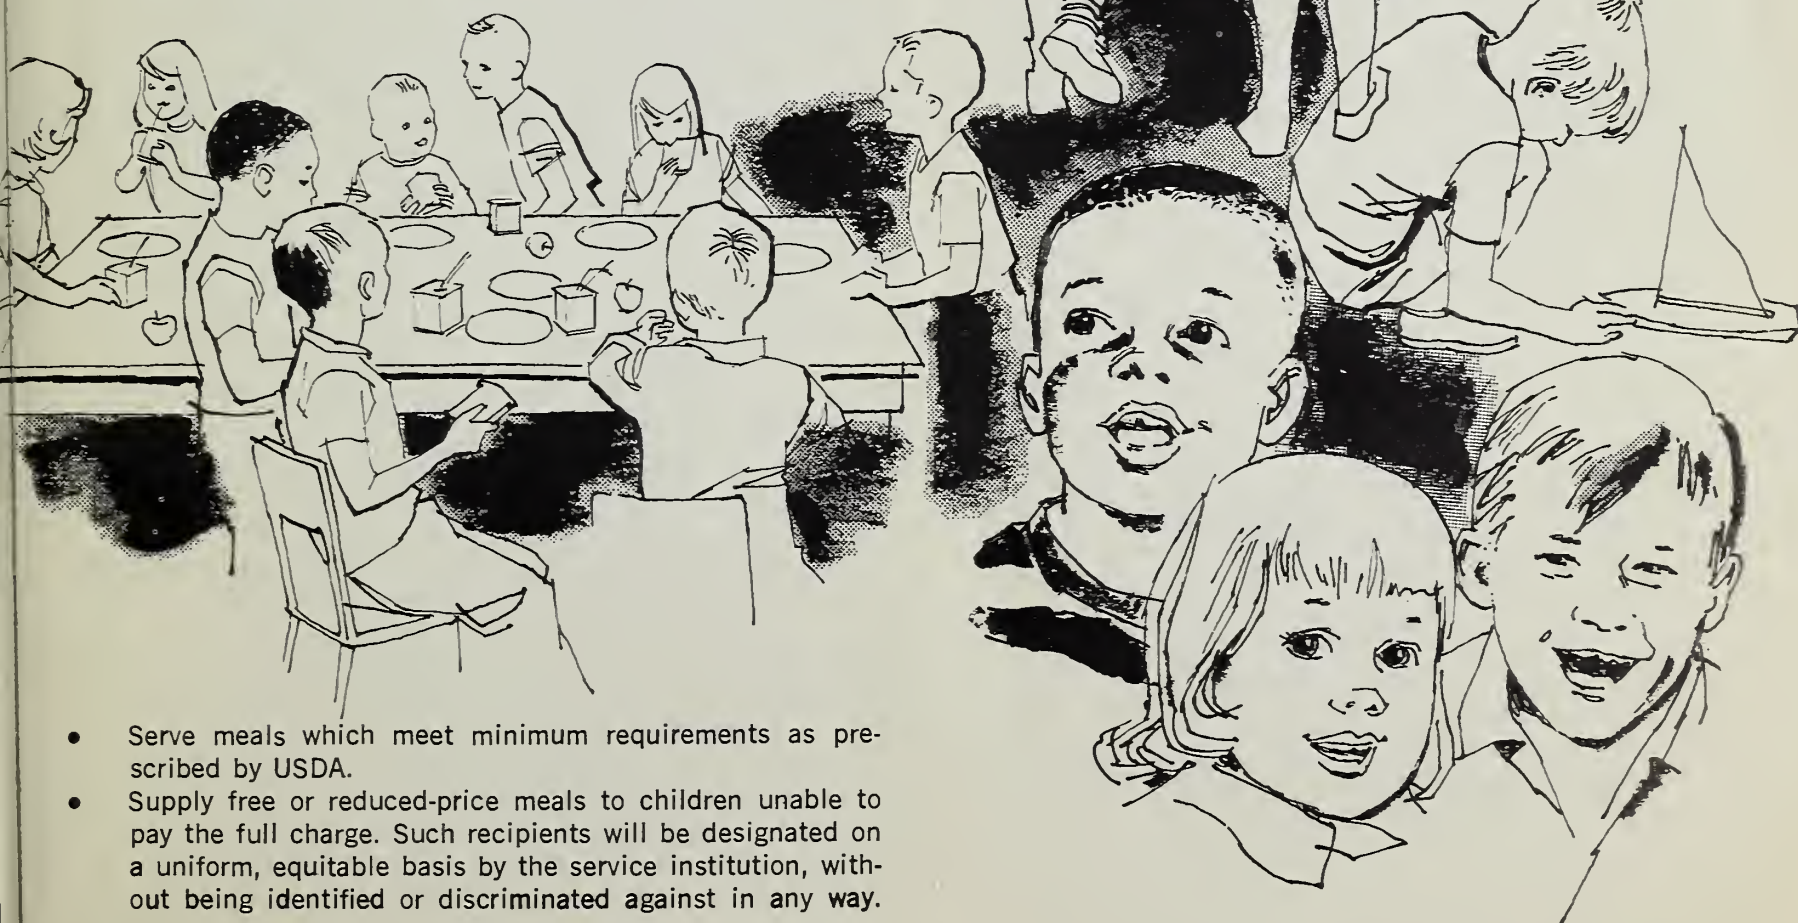 • Serve meals which meet minimum requirements as pre-
scribed by USDA.
• Supply free or reduced-price meals to children unable to
pay the full charge. Such recipients will be designated on
a uniform, equitable basis by the service institution, with-
out being identified or discriminated against in any way.